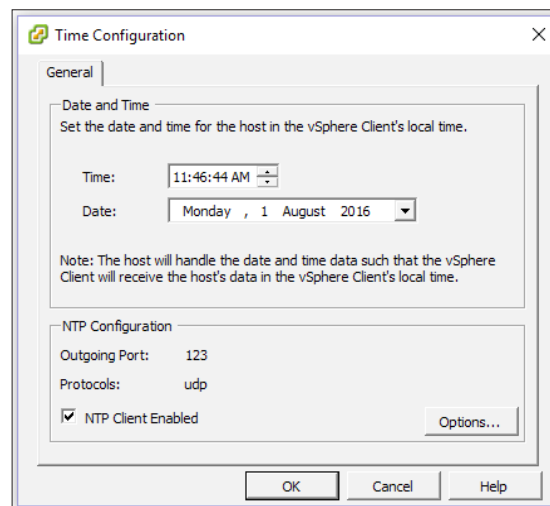 Time Configuration
General
Date and Time
Set the date and time for the host in the vSphere Client's local time.
Time: 11:46:44 AM
Date: Monday , 1 August 2016
Note: The host will handle the date and time data such that the vSphere
Client will receive the host's data in the vSphere Client's local time.
NTP Configuration
Outgoing Port: 123
Protocols: udp
NTP Client Enabled
Options...
OK Cancel Help